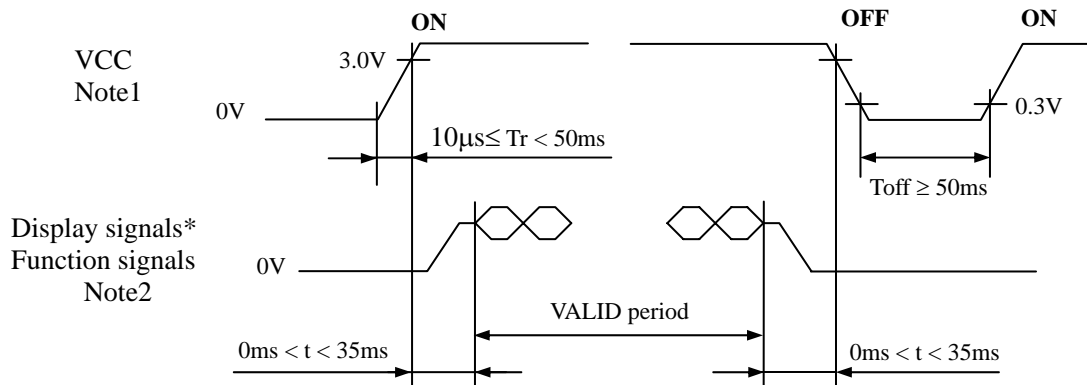 ON
OFF
ON
VCC
Note1
3.0V
0V
0.3V
10μs≤ Tr < 50ms
Toff ≥ 50ms
Display signals*
Function signals
Note2
0V
VALID period
0ms < t < 35ms
0ms < t < 35ms